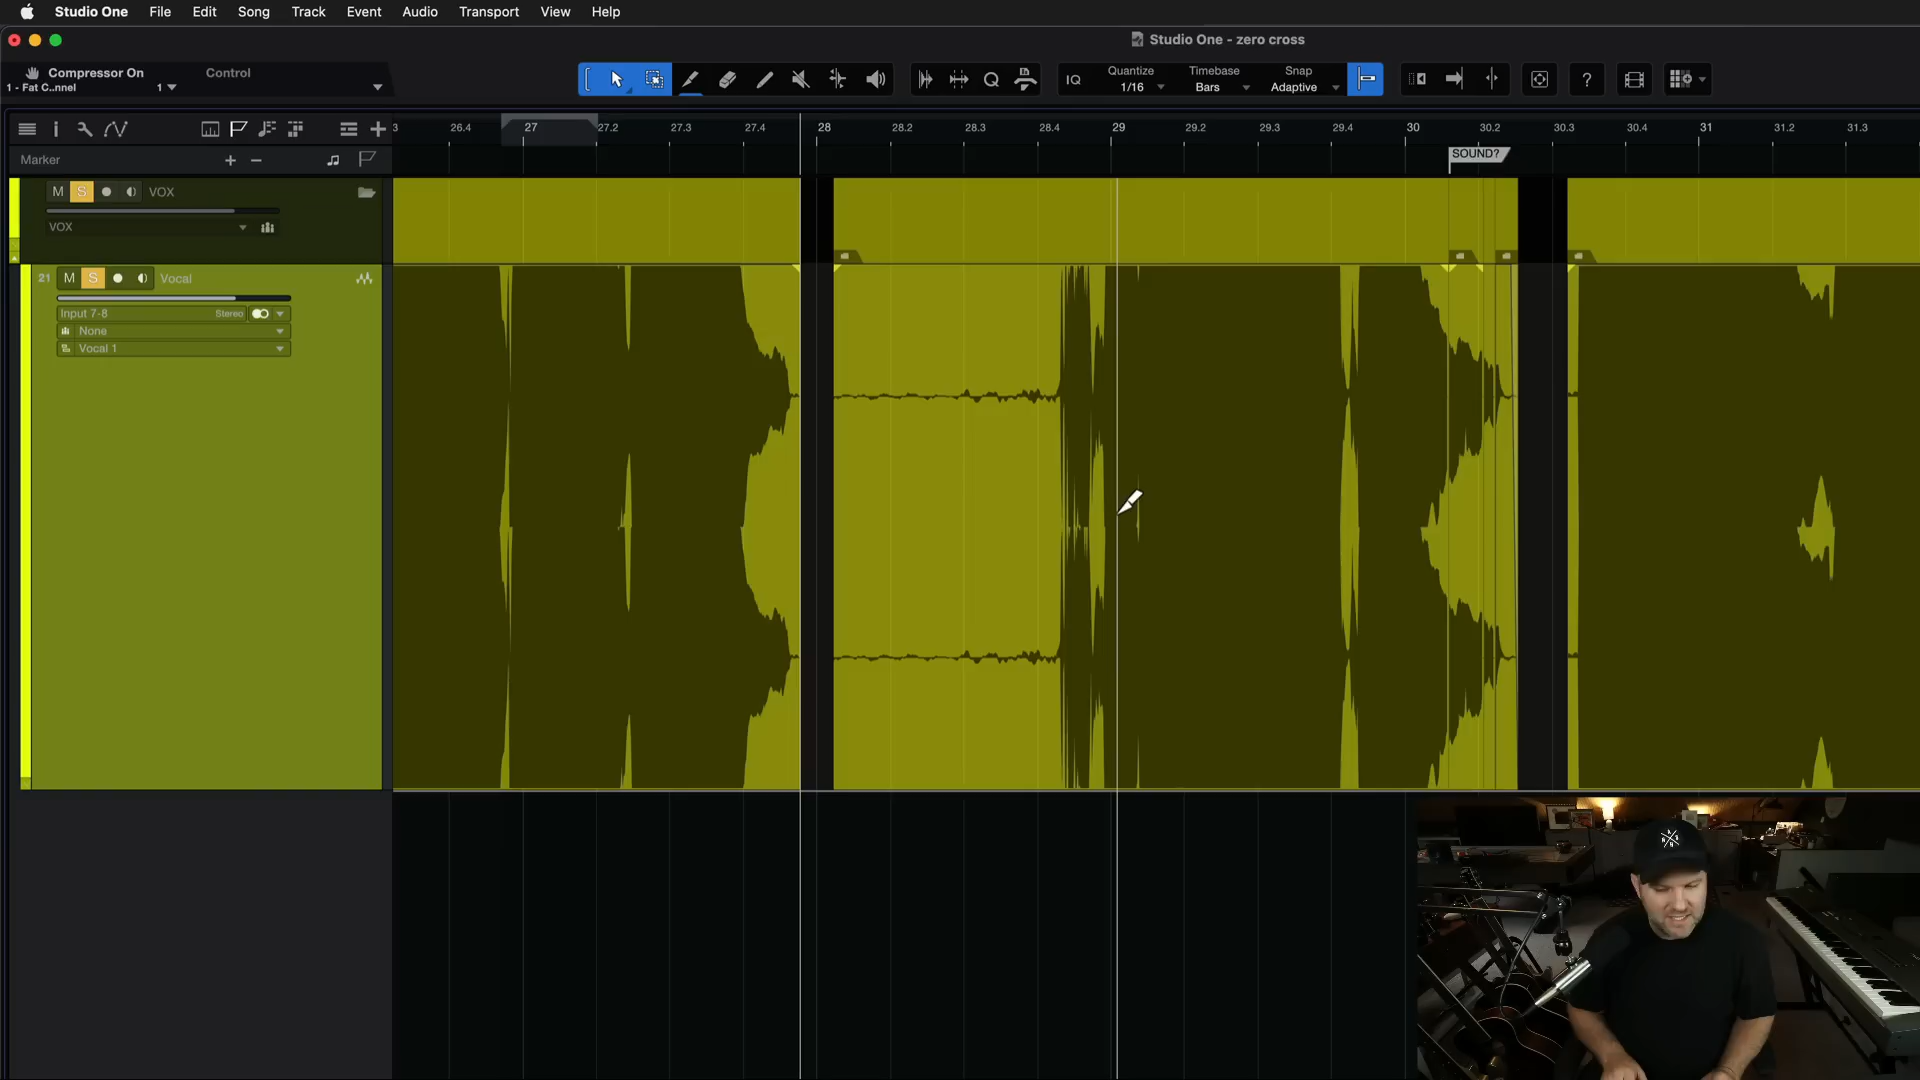 Studio One File Edit Song Track Event Audio Transport View Help
Studio One - zero cross
Compressor On Control
1 - Fat C..nnel 1
IQ Quantize Timebase Snap ?
1/16 Bars Adaptive
3 26.4 27 27.2 27.3 27.4 28 28.2 28.3 28.4 29 29.2 29.3 29.4 30 30.2 30.3 30.4 31 31.2 31.3
Marker + −
SOUND?
M S VOX
VOX
21 M S Vocal
Input 7-8 Stereo
None
Vocal 1